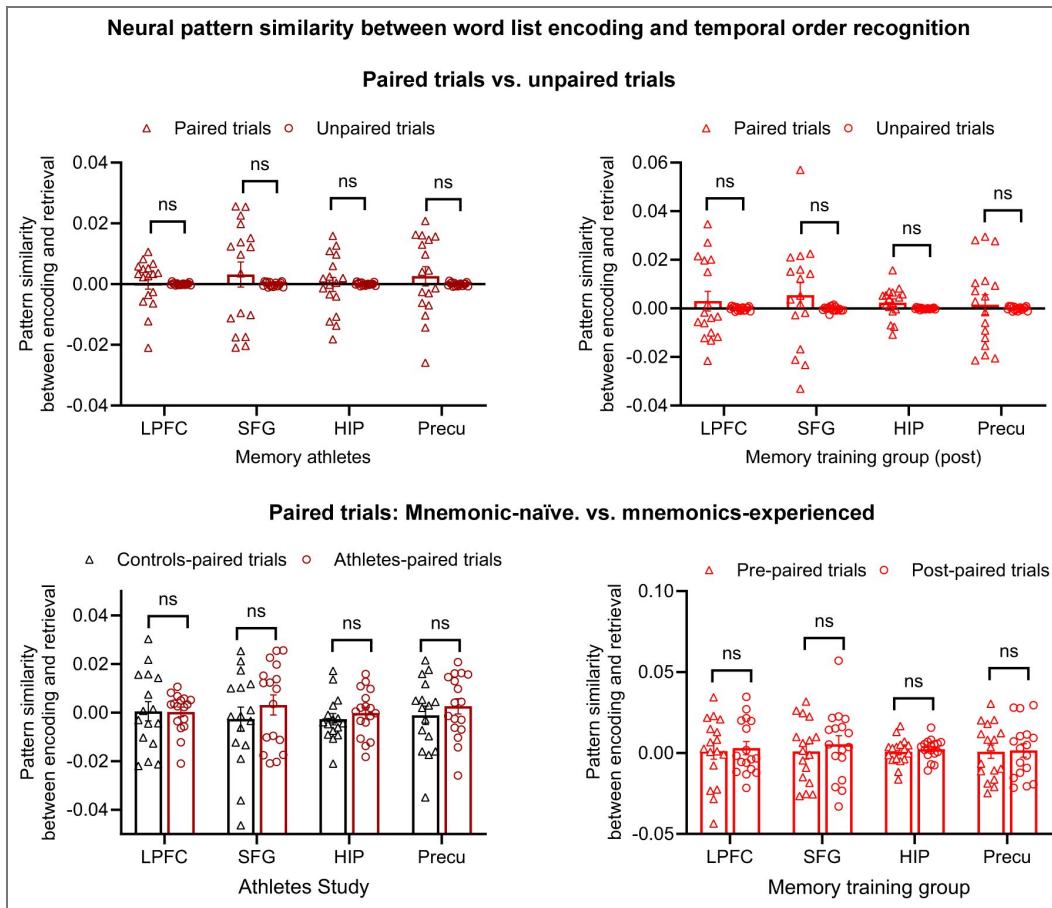 Neural pattern similarity between word list encoding and temporal order recognition
Paired trials vs. unpaired trials
Paired trials
Unpaired trials
Pattern similarity
between encoding and retrieval
0.04
0.02
0.00
-0.02
-0.04
ns
ns
ns
ns
LPFC
SFG
HIP
Precu
Memory athletes
Paired trials
Unpaired trials
Pattern similarity
between encoding and retrieval
0.06
0.04
0.02
0.00
-0.02
-0.04
ns
ns
ns
ns
LPFC
SFG
HIP
Precu
Memory training group (post)
Paired trials: Mnemonic-naïve. vs. mnemonics-experienced
Controls-paired trials
Athletes-paired trials
Pattern similarity
between encoding and retrieval
0.04
0.02
0.00
-0.02
-0.04
ns
ns
ns
ns
LPFC
SFG
HIP
Precu
Athletes Study
Pre-paired trials
Post-paired trials
Pattern similarity
between encoding and retrieval
0.10
0.05
0.00
-0.05
ns
ns
ns
ns
LPFC
SFG
HIP
Precu
Memory training group